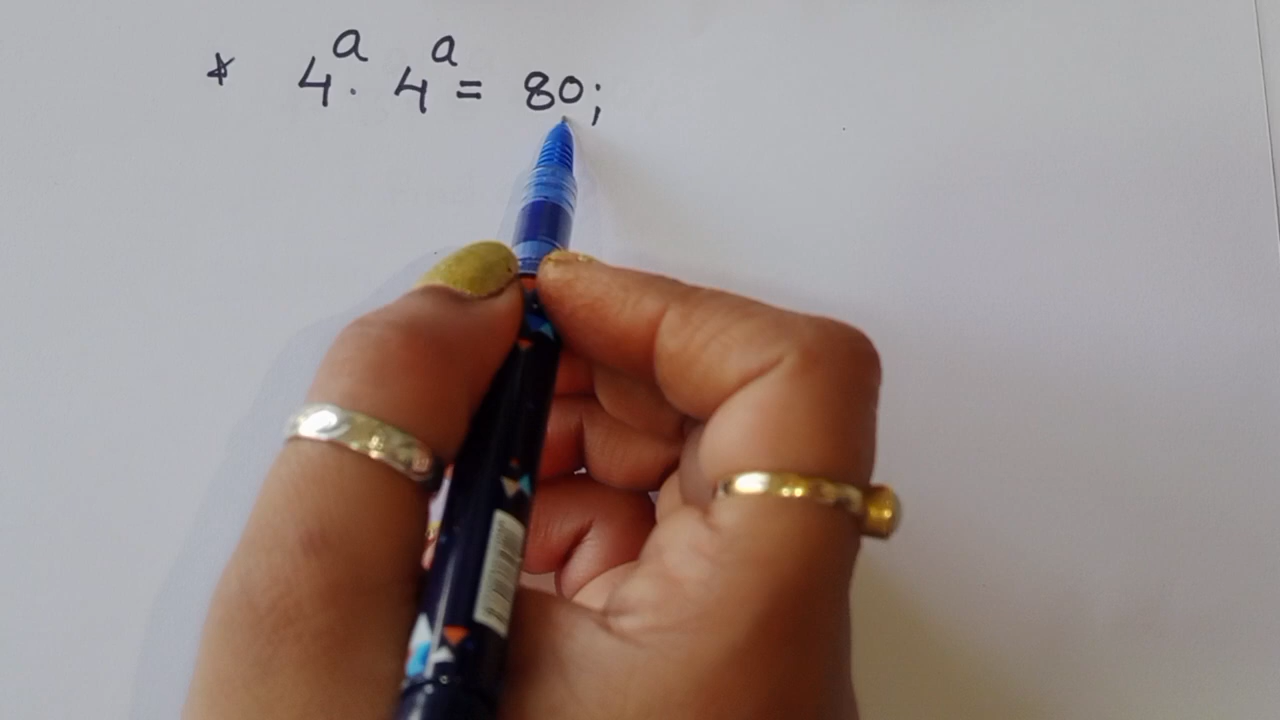 * 4^a · 4^a = 80;